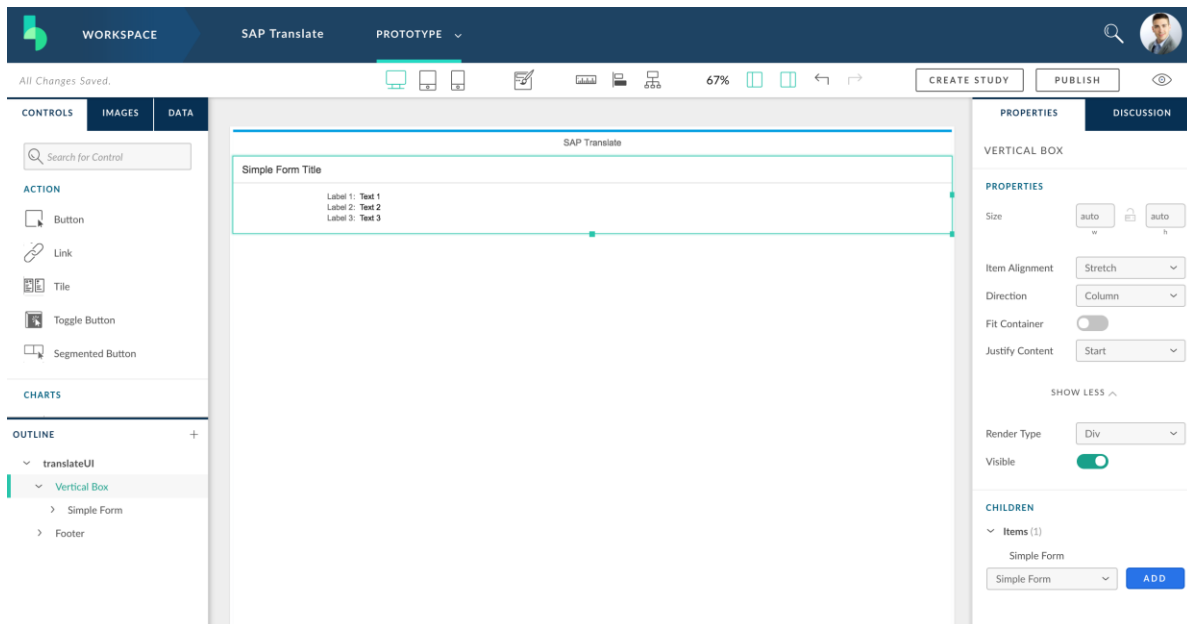 WORKSPACE
SAP Translate
PROTOTYPE
All Changes Saved.
67%
CREATE STUDY
PUBLISH
CONTROLS
IMAGES
DATA
Search for Control
ACTION
Button
Link
Tile
Toggle Button
Segmented Button
CHARTS
OUTLINE
translateUI
Vertical Box
Simple Form
Footer
SAP Translate
Simple Form Title
Label 1: Text 1
Label 2: Text 2
Label 3: Text 3
PROPERTIES
DISCUSSION
VERTICAL BOX
PROPERTIES
Size
auto
auto
w
h
Item Alignment
Stretch
Direction
Column
Fit Container
Justify Content
Start
SHOW LESS
Render Type
Div
Visible
CHILDREN
Items (1)
Simple Form
Simple Form
ADD